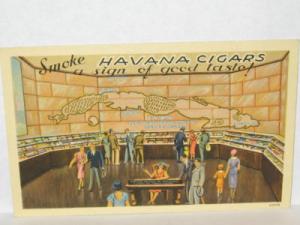 Smoke HAVANA CIGARS
a sign of good taste!